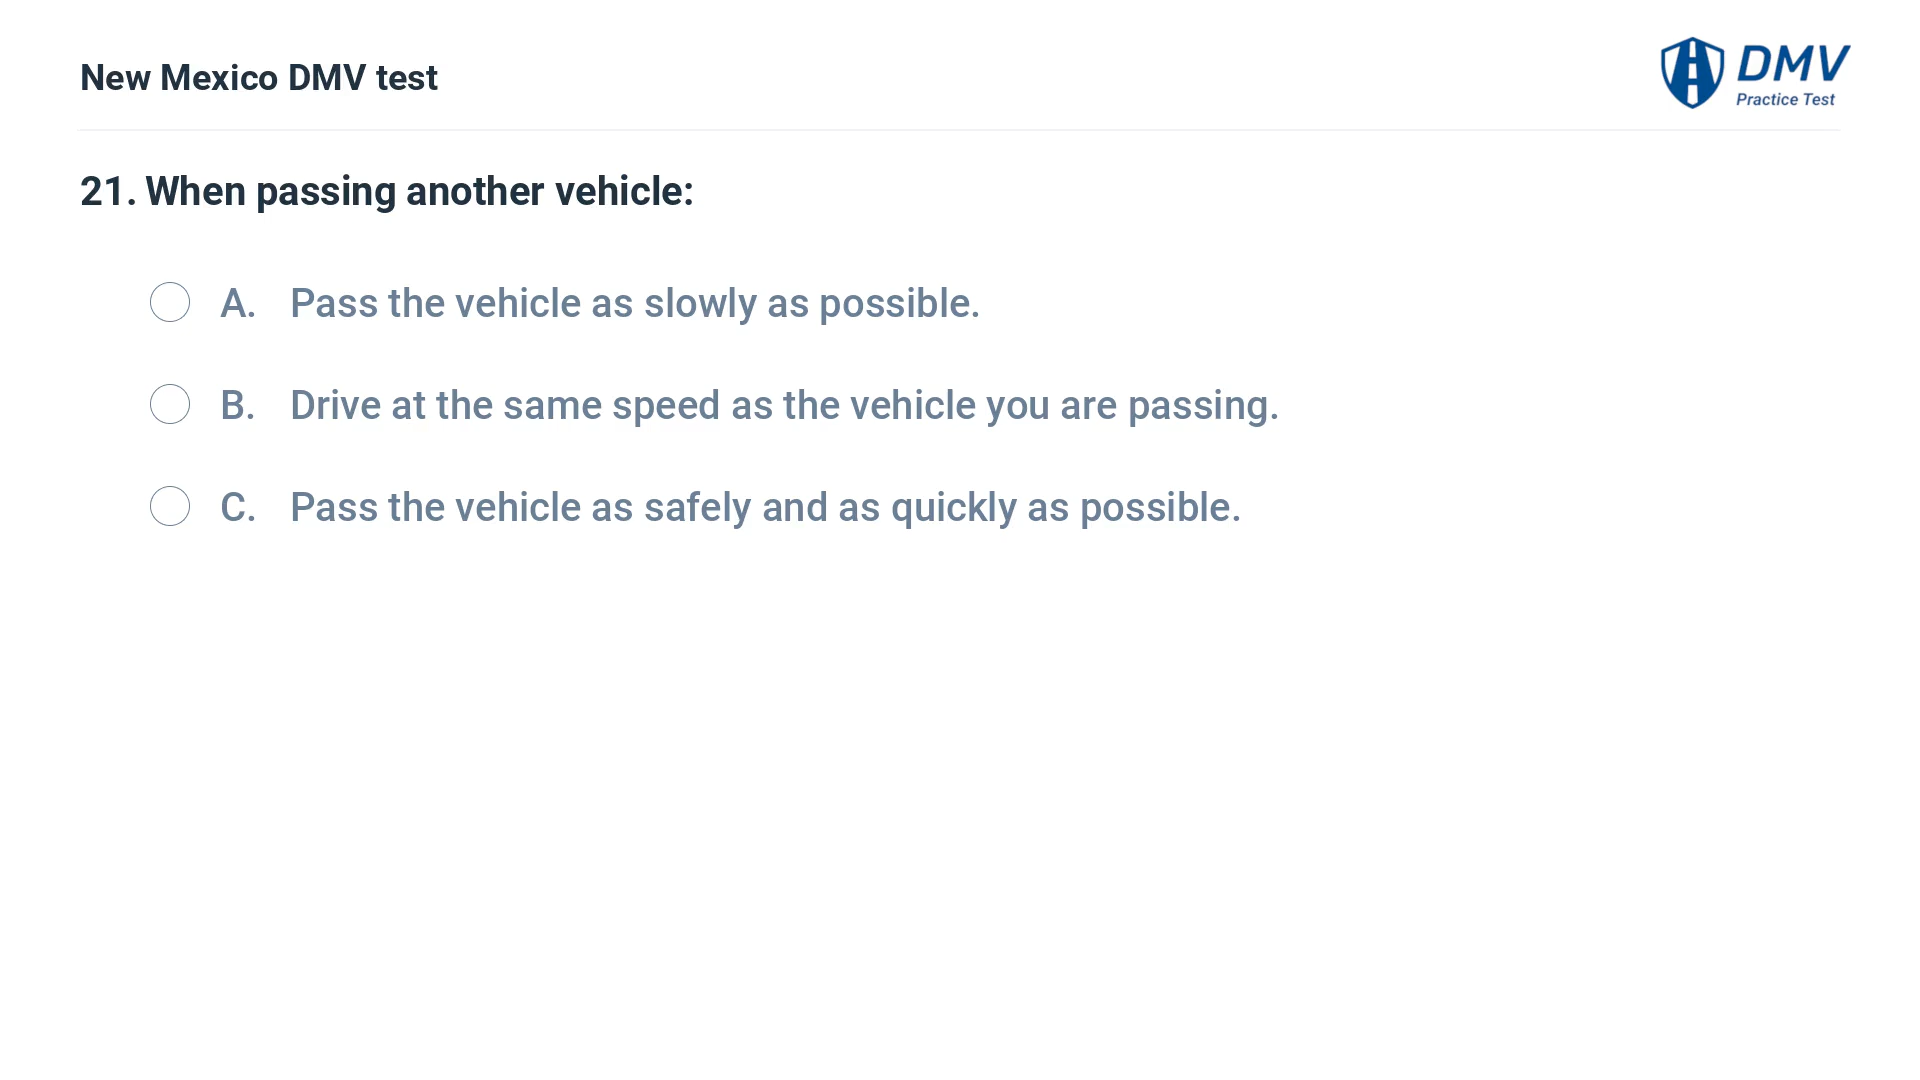 New Mexico DMV test
DMV
Practice Test
21. When passing another vehicle:
A. Pass the vehicle as slowly as possible.
B. Drive at the same speed as the vehicle you are passing.
C. Pass the vehicle as safely and as quickly as possible.